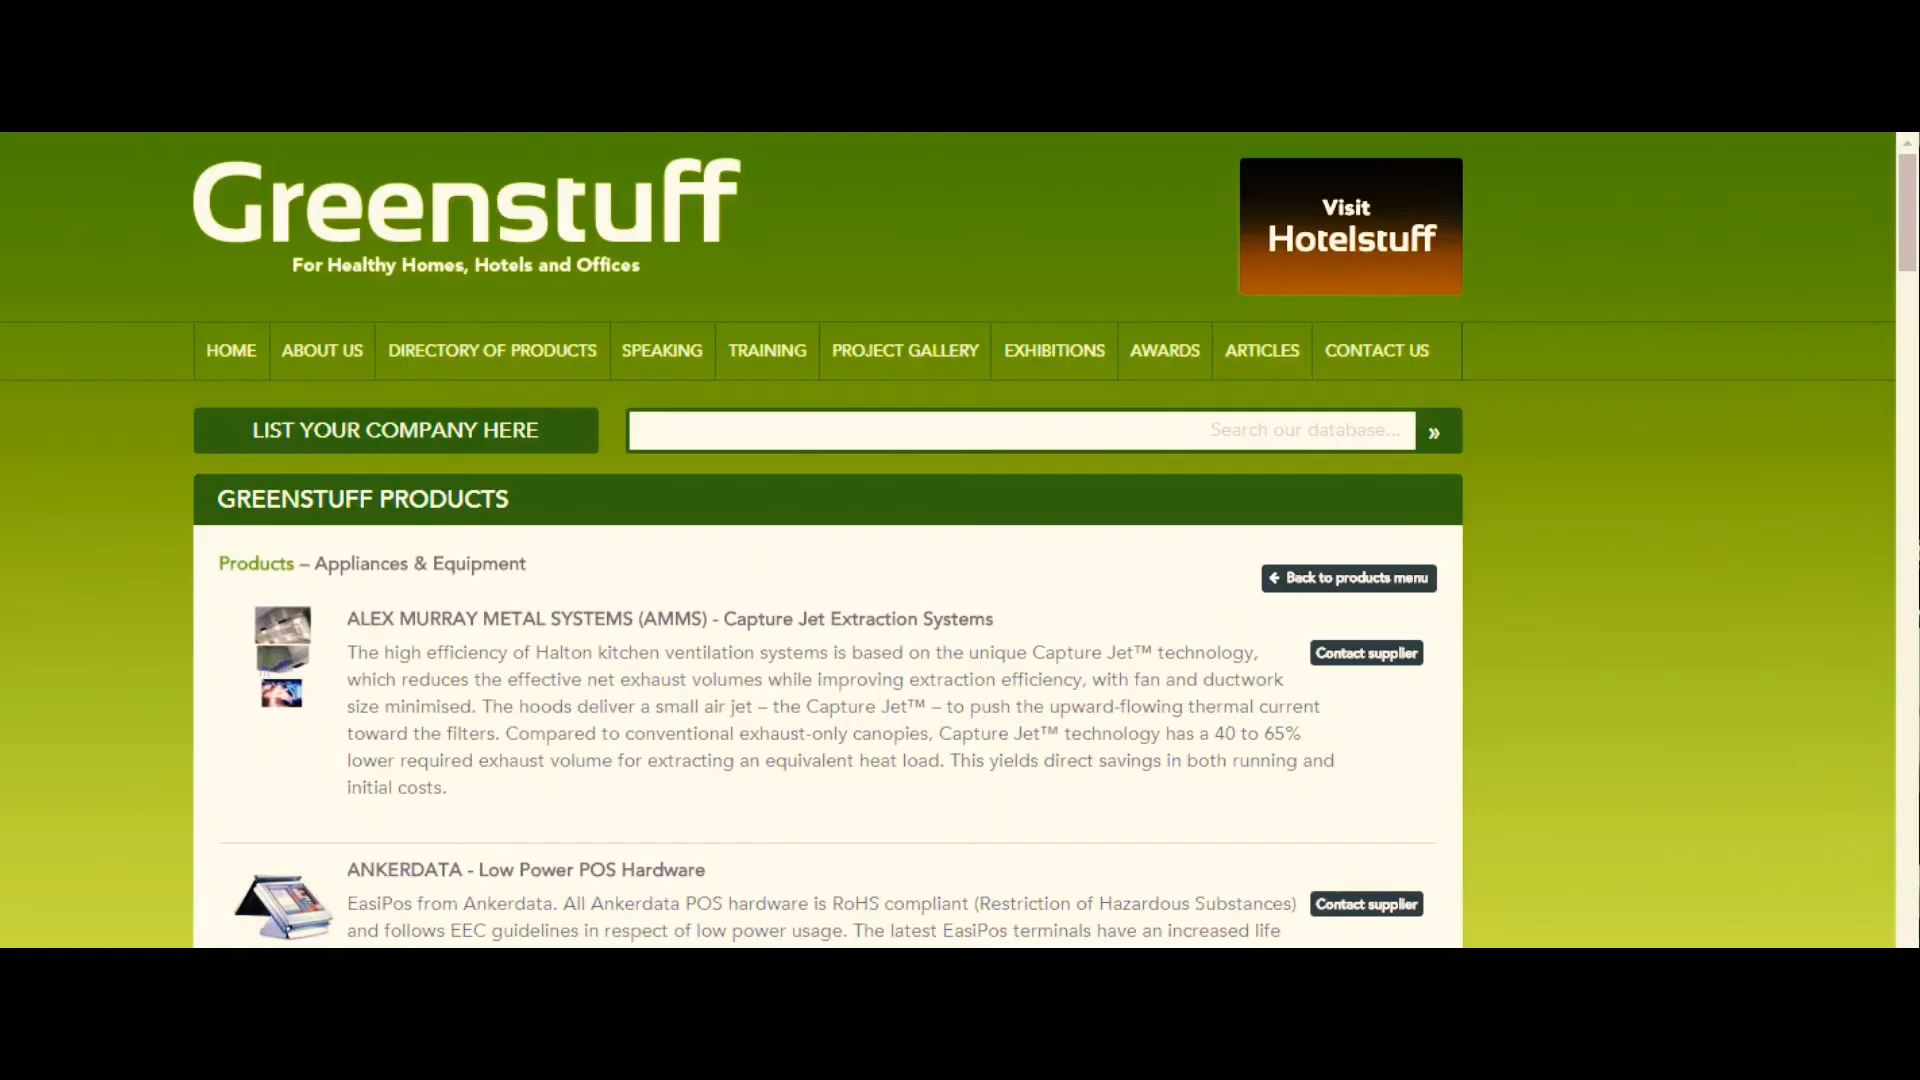 Greenstuff
For Healthy Homes, Hotels and Offices
Visit
Hotelstuff
HOME ABOUT US DIRECTORY OF PRODUCTS SPEAKING TRAINING PROJECT GALLERY EXHIBITIONS AWARDS ARTICLES CONTACT US
LIST YOUR COMPANY HERE
Search our database... »
GREENSTUFF PRODUCTS
Products – Appliances & Equipment
Back to products menu
ALEX MURRAY METAL SYSTEMS (AMMS) - Capture Jet Extraction Systems
The high efficiency of Halton kitchen ventilation systems is based on the unique Capture Jet™ technology,
which reduces the effective net exhaust volumes while improving extraction efficiency, with fan and ductwork
size minimised. The hoods deliver a small air jet – the Capture Jet™ – to push the upward-flowing thermal current
toward the filters. Compared to conventional exhaust-only canopies, Capture Jet™ technology has a 40 to 65%
lower required exhaust volume for extracting an equivalent heat load. This yields direct savings in both running and
initial costs.
Contact supplier
ANKERDATA - Low Power POS Hardware
EasiPos from Ankerdata. All Ankerdata POS hardware is RoHS compliant (Restriction of Hazardous Substances)
and follows EEC guidelines in respect of low power usage. The latest EasiPos terminals have an increased life
Contact supplier